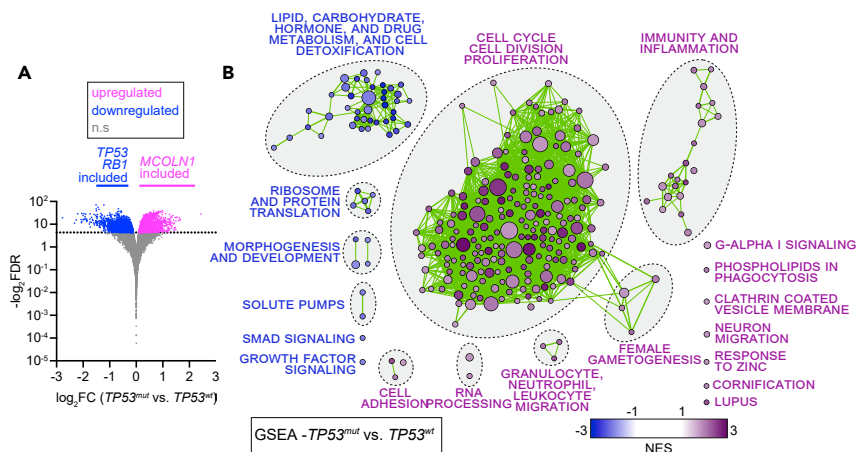 A
upregulated
downregulated
n.s
TP53
RB1
included
MCOLN1
included
-log2FDR
10²
10
1
10-1
10-2
10-3
10-4
10-5
-3 -2 -1 0 1 2 3
log2FC (TP53mut vs. TP53wt)
B
LIPID, CARBOHYDRATE,
HORMONE, AND DRUG
METABOLISM, AND CELL
DETOXIFICATION
CELL CYCLE
CELL DIVISION
PROLIFERATION
IMMUNITY AND
INFLAMMATION
RIBOSOME
AND PROTEIN
TRANSLATION
MORPHOGENESIS
AND DEVELOPMENT
SOLUTE PUMPS
SMAD SIGNALING
GROWTH FACTOR
SIGNALING
CELL
ADHESION
RNA
PROCESSING
GRANULOCYTE,
NEUTROPHIL,
LEUKOCYTE
MIGRATION
FEMALE
GAMETOGENESIS
G-ALPHA I SIGNALING
PHOSPHOLIPIDS IN
PHAGOCYTOSIS
CLATHRIN COATED
VESICLE MEMBRANE
NEURON
MIGRATION
RESPONSE
TO ZINC
CORNIFICATION
LUPUS
GSEA -TP53mut vs. TP53wt
-3 -1 1 3
NES